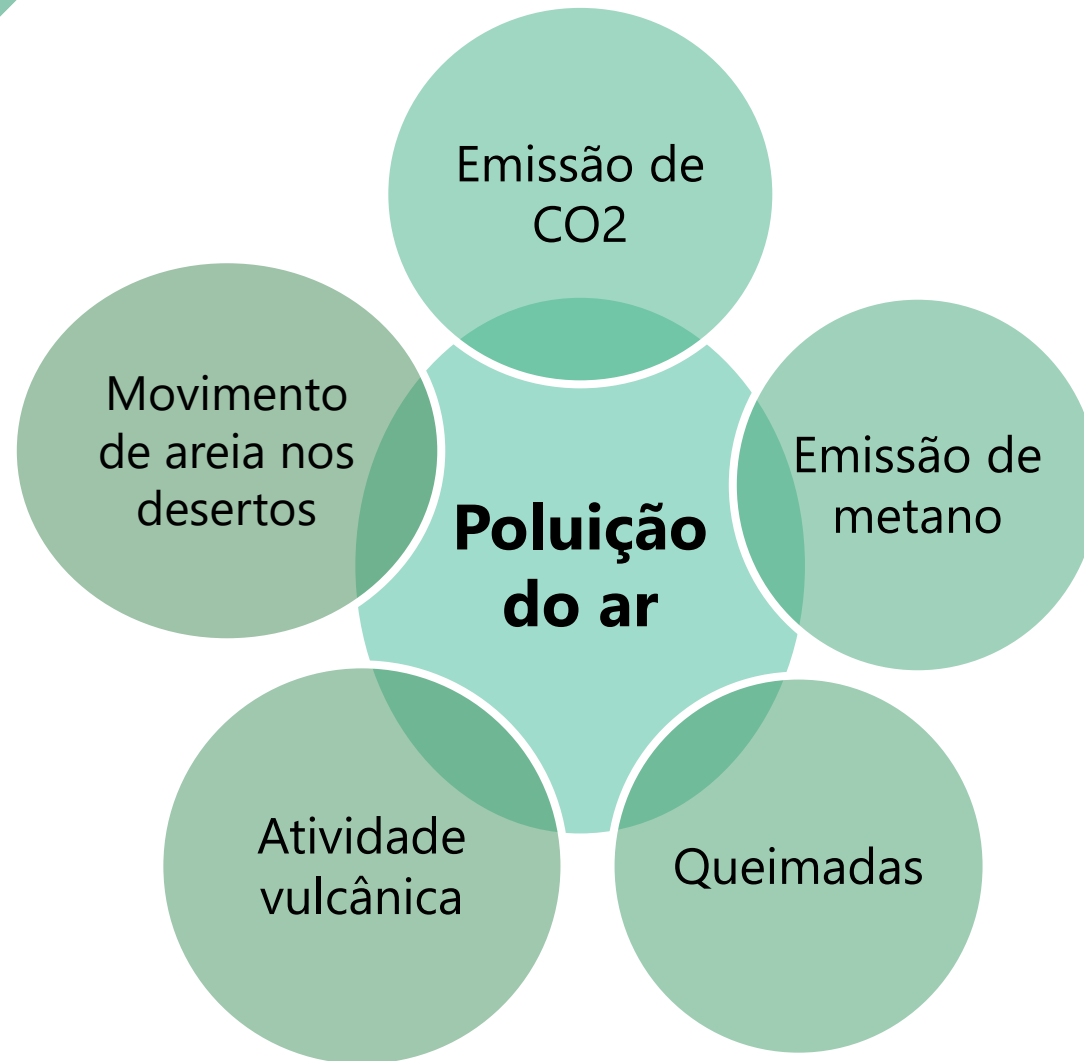 Emissão de
CO2
Emissão de
metano
Queimadas
Atividade
vulcânica
Movimento
de areia nos
desertos
Poluição
do ar